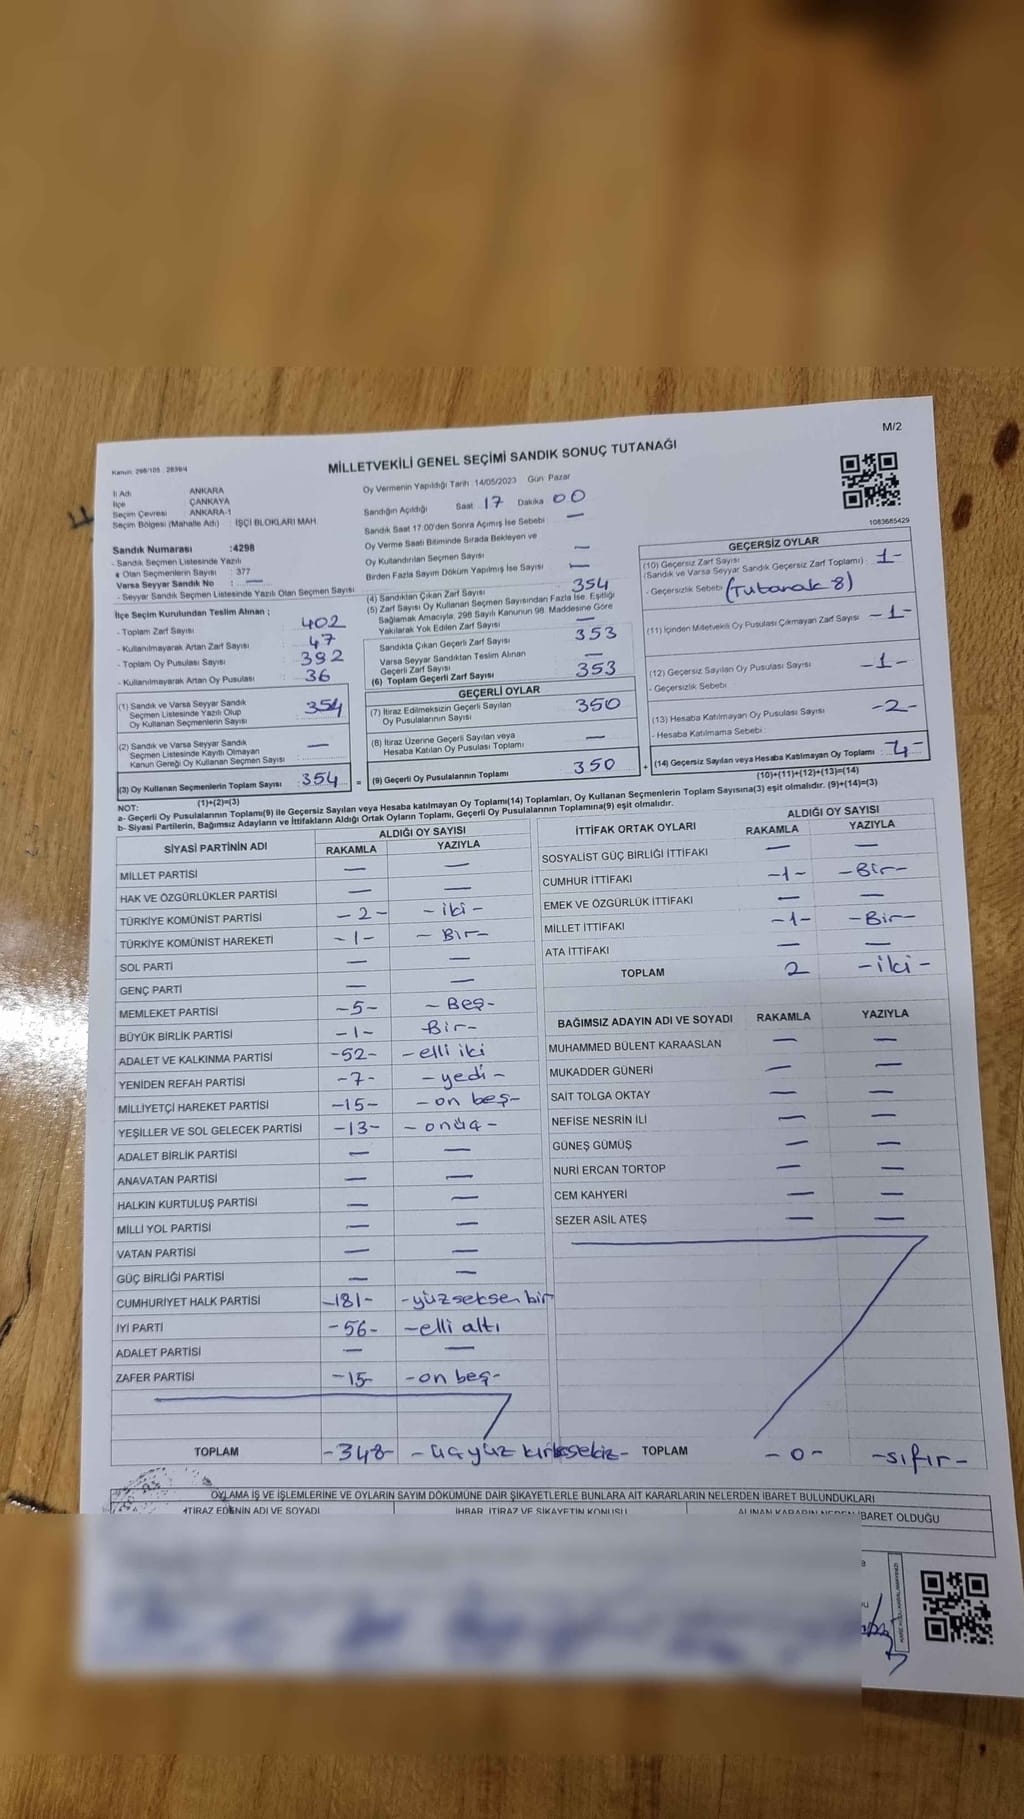 M/2
Kanun: 298/105 , 2839/4
MİLLETVEKİLİ GENEL SEÇİMİ SANDIK SONUÇ TUTANAĞI
İl Adı : ANKARA
İlçe : ÇANKAYA
Seçim Çevresi : ANKARA-1
Seçim Bölgesi (Mahalle Adı) : İŞÇİ BLOKLARI MAH.
Sandık Numarası :4298
- Sandık Seçmen Listesinde Yazılı
Olan Seçmenlerin Sayısı : 377
Varsa Seyyar Sandık No : —
- Seyyar Sandık Seçmen Listesinde Yazılı Olan Seçmen Sayısı
İlçe Seçim Kurulundan Teslim Alınan ;
- Toplam Zarf Sayısı : 402
- Kullanılmayarak Artan Zarf Sayısı : 47
- Toplam Oy Pusulası Sayısı : 392
- Kullanılmayarak Artan Oy Pusulası : 36
(1) Sandık ve Varsa Seyyar Sandık
Seçmen Listesinde Yazılı Olup
Oy Kullanan Seçmenlerin Sayısı 354
(2) Sandık ve Varsa Seyyar Sandık
Seçmen Listesinde Kayıtlı Olmayan
Kanun Gereği Oy Kullanan Seçmen Sayısı : —
(3) Oy Kullanan Seçmenlerin Toplam Sayısı : 354 =
(1)+(2)=(3)
Oy Vermenin Yapıldığı Tarih 14/05/2023 Gün: Pazar
Sandığın Açıldığı Saat 17 Dakika 00
Sandık Saat 17:00'den Sonra Açılmış İse Sebebi : —
Oy Verme Saati Bitiminde Sırada Bekleyen ve
Oy Kullandırılan Seçmen Sayısı —
Birden Fazla Sayım Döküm Yapılmış İse Sayısı —
(4) Sandıktan Çıkan Zarf Sayısı 354
(5) Zarf Sayısı Oy Kullanan Seçmen Sayısından Fazla İse, Eşitliği
Sağlamak Amacıyla, 298 Sayılı Kanunun 98. Maddesine Göre
Yakılarak Yok Edilen Zarf Sayısı —
Sandıkta Çıkan Geçerli Zarf Sayısı 353
Varsa Seyyar Sandıktan Teslim Alınan
Geçerli Zarf Sayısı —
(6) Toplam Geçerli Zarf Sayısı 353
GEÇERLİ OYLAR
(7) İtiraz Edilmeksizin Geçerli Sayılan
Oy Pusulalarının Sayısı 350
(8) İtiraz Üzerine Geçerli Sayılan veya
Hesaba Katılan Oy Pusulası Toplamı —
(9) Geçerli Oy Pusulalarının Toplamı 350 +
1083685429
GEÇERSİZ OYLAR
(10) Geçersiz Zarf Sayısı :
(Sandık ve Varsa Seyyar Sandık Geçersiz Zarf Toplamı) 1-
- Geçersizlik Sebebi (Tutanak 8)
(11) İçinden Milletvekili Oy Pusulası Çıkmayan Zarf Sayısı -1-
(12) Geçersiz Sayılan Oy Pusulası Sayısı -1-
- Geçersizlik Sebebi
(13) Hesaba Katılmayan Oy Pusulası Sayısı -2-
- Hesaba Katılmama Sebebi :
(14) Geçersiz Sayılan veya Hesaba Katılmayan Oy Toplamı : 4-
(10)+(11)+(12)+(13)=(14)
NOT:
a- Geçerli Oy Pusulalarının Toplamı(9) ile Geçersiz Sayılan veya Hesaba katılmayan Oy Toplamı(14) Toplamları, Oy Kullanan Seçmenlerin Toplam Sayısına(3) eşit olmalıdır. (9)+(14)=(3)
b- Siyasi Partilerin, Bağımsız Adayların ve İttifakların Aldığı Ortak Oyların Toplamı, Geçerli Oy Pusulalarının Toplamına(9) eşit olmalıdır.
SİYASİ PARTİNİN ADI ALDIĞI OY SAYISI
RAKAMLA YAZIYLA
MİLLET PARTİSİ — —
HAK VE ÖZGÜRLÜKLER PARTİSİ — —
TÜRKİYE KOMÜNİST PARTİSİ -2- -iki-
TÜRKİYE KOMÜNİST HAREKETİ -1- - Bir-
SOL PARTİ — —
GENÇ PARTİ — —
MEMLEKET PARTİSİ -5- - Beş-
BÜYÜK BİRLİK PARTİSİ -1- -Bir-
ADALET VE KALKINMA PARTİSİ -52- -elli iki
YENİDEN REFAH PARTİSİ -7- -yedi-
MİLLİYETÇİ HAREKET PARTİSİ -15- -on beş-
YEŞİLLER VE SOL GELECEK PARTİSİ -13- -onüç-
ADALET BİRLİK PARTİSİ — —
ANAVATAN PARTİSİ — —
HALKIN KURTULUŞ PARTİSİ — —
MİLLİ YOL PARTİSİ — —
VATAN PARTİSİ — —
GÜÇ BİRLİĞİ PARTİSİ — —
CUMHURİYET HALK PARTİSİ -181- -yüzseksen bir
İYİ PARTİ -56- -elli altı
ADALET PARTİSİ — —
ZAFER PARTİSİ -15- -on beş-
TOPLAM -348- -üçyüz kırksekiz-
İTTİFAK ORTAK OYLARI ALDIĞI OY SAYISI
RAKAMLA YAZIYLA
SOSYALİST GÜÇ BİRLİĞİ İTTİFAKI — —
CUMHUR İTTİFAKI -1- -Bir-
EMEK VE ÖZGÜRLÜK İTTİFAKI — —
MİLLET İTTİFAKI -1- -Bir-
ATA İTTİFAKI — —
TOPLAM 2 -iki-
BAĞIMSIZ ADAYIN ADI VE SOYADI RAKAMLA YAZIYLA
MUHAMMED BÜLENT KARAASLAN — —
MUKADDER GÜNERİ — —
SAİT TOLGA OKTAY — —
NEFİSE NESRİN İLİ — —
GÜNEŞ GÜMÜŞ — —
NURİ ERCAN TORTOP — —
CEM KAHYERİ — —
SEZER ASİL ATEŞ — —
TOPLAM -0- -sıfır-
OYLAMA İŞ VE İŞLEMLERİNE VE OYLARIN SAYIM DÖKÜMÜNE DAİR ŞİKAYETLERLE BUNLARA AİT KARARLARIN NELERDEN İBARET BULUNDUKLARI
İTİRAZ EDENİN ADI VE SOYADI İHBAR, İTİRAZ VE ŞİKAYETİN KONUSU ALINAN KARARIN NEDEN İBARET OLDUĞU